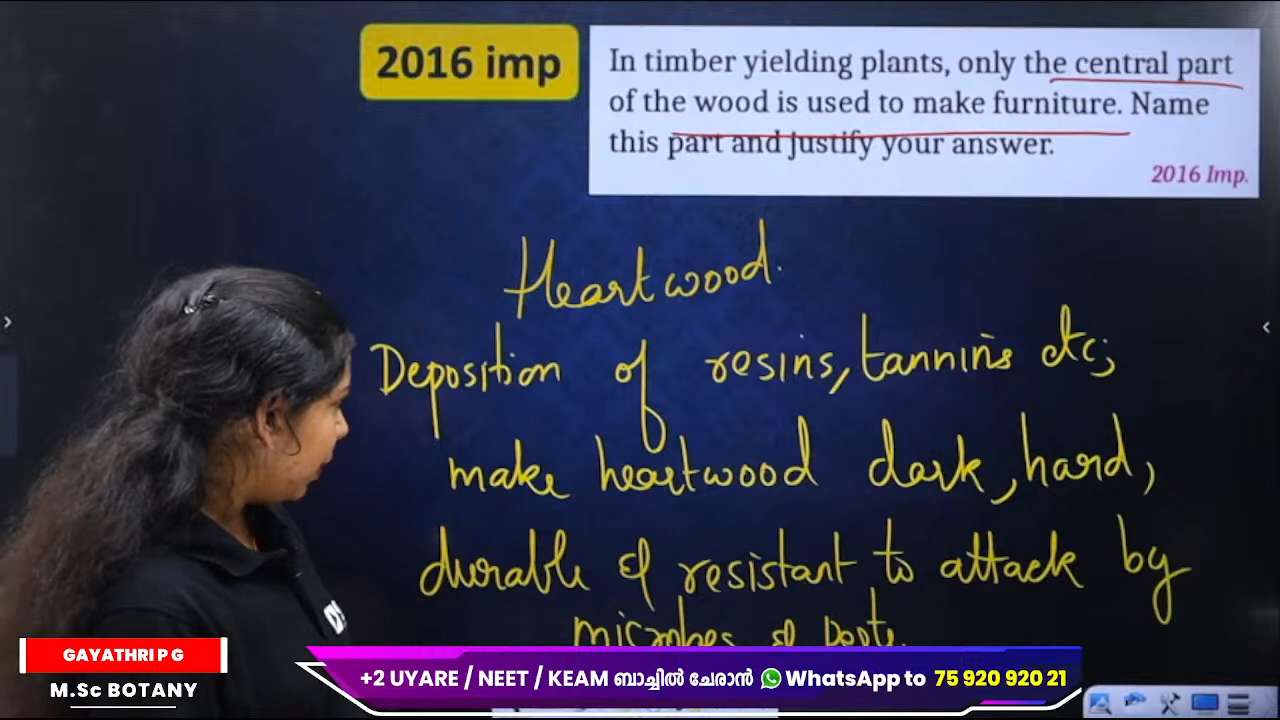 2016 imp
In timber yielding plants, only the central part
of the wood is used to make furniture. Name
this part and justify your answer.
2016 Imp.
Heartwood.
Deposition of resins, tannins etc;
make heartwood dark, hard,
durable & resistant to attack by
microbes & pests.
GAYATHRI P G
M.Sc BOTANY
+2 UYARE / NEET / KEAM ബാച്ചിൽ ചേരാൻ WhatsApp to 75 920 920 21